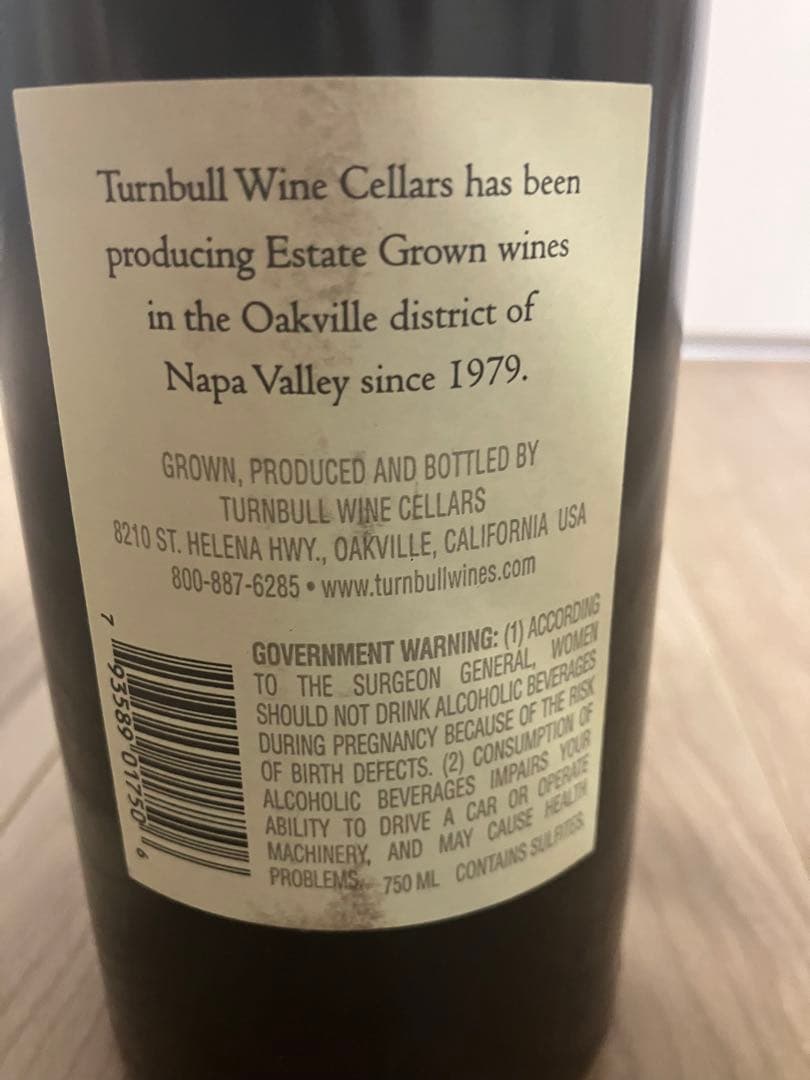 Turnbull Wine Cellars has been
producing Estate Grown wines
in the Oakville district of
Napa Valley since 1979.
GROWN, PRODUCED AND BOTTLED BY
TURNBULL WINE CELLARS
8210 ST. HELENA HWY., OAKVILLE, CALIFORNIA USA
800-887-6285 • www.turnbullwines.com
GOVERNMENT WARNING: (1) ACCORDING
TO THE SURGEON GENERAL, WOMEN
SHOULD NOT DRINK ALCOHOLIC BEVERAGES
DURING PREGNANCY BECAUSE OF THE RISK
OF BIRTH DEFECTS. (2) CONSUMPTION OF
ALCOHOLIC BEVERAGES IMPAIRS YOUR
ABILITY TO DRIVE A CAR OR OPERATE
MACHINERY, AND MAY CAUSE HEALTH
PROBLEMS. 750 ML CONTAINS SULFITES.
7 93589 01750 6